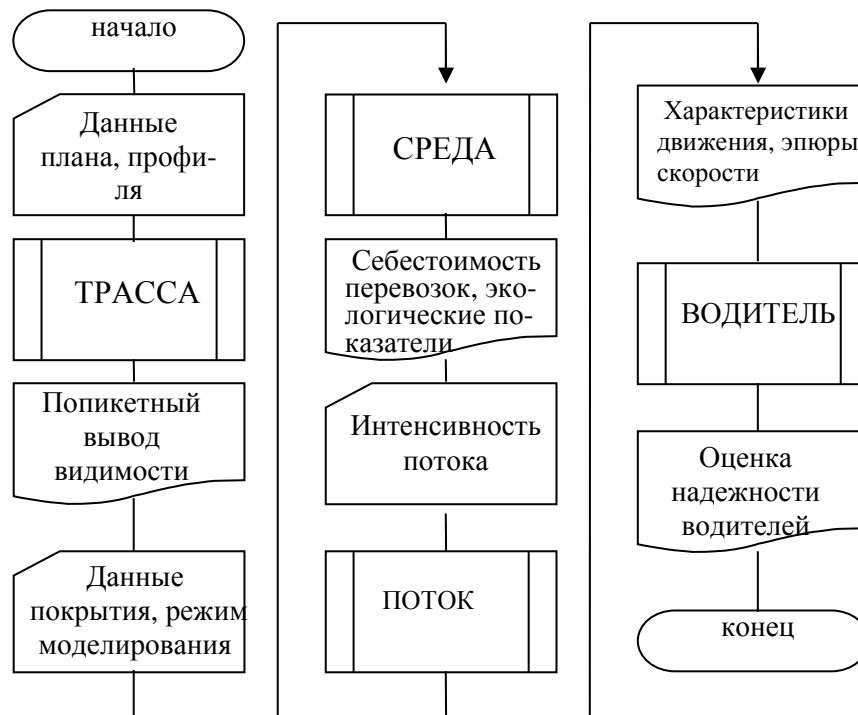 начало
Данные
плана, профи-
ля
ТРАССА
Попикетный
вывод
видимости
Данные
покрытия, режим
моделирования
СРЕДА
Себестоимость
перевозок, эко-
логические по-
казатели
Интенсивность
потока
ПОТОК
Характеристики
движения, эпюры
скорости
ВОДИТЕЛЬ
Оценка
надежности
водителей
конец